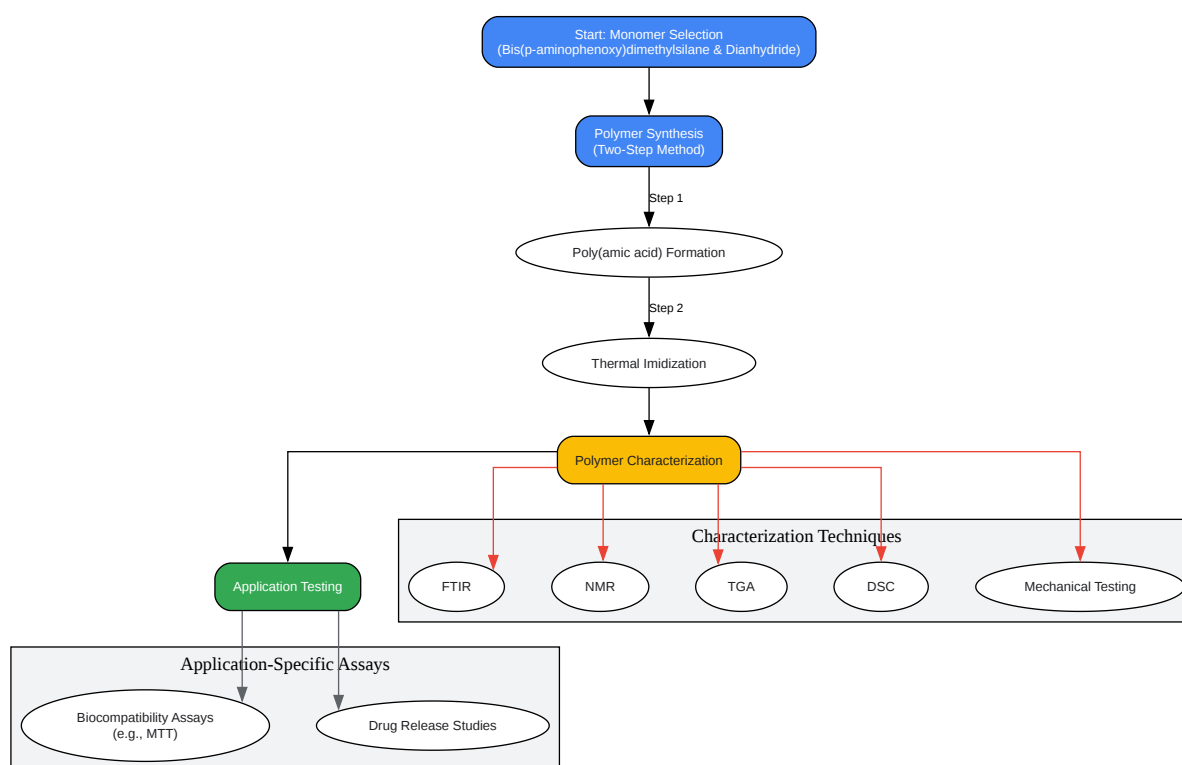 Start: Monomer Selection
(Bis(p-aminophenoxy)dimethylsilane & Dianhydride)
Polymer Synthesis
(Two-Step Method)
Step 1
Poly(amic acid) Formation
Step 2
Thermal Imidization
Polymer Characterization
Characterization Techniques
Application Testing
FTIR
NMR
TGA
DSC
Mechanical Testing
Application-Specific Assays
Biocompatibility Assays
(e.g., MTT)
Drug Release Studies